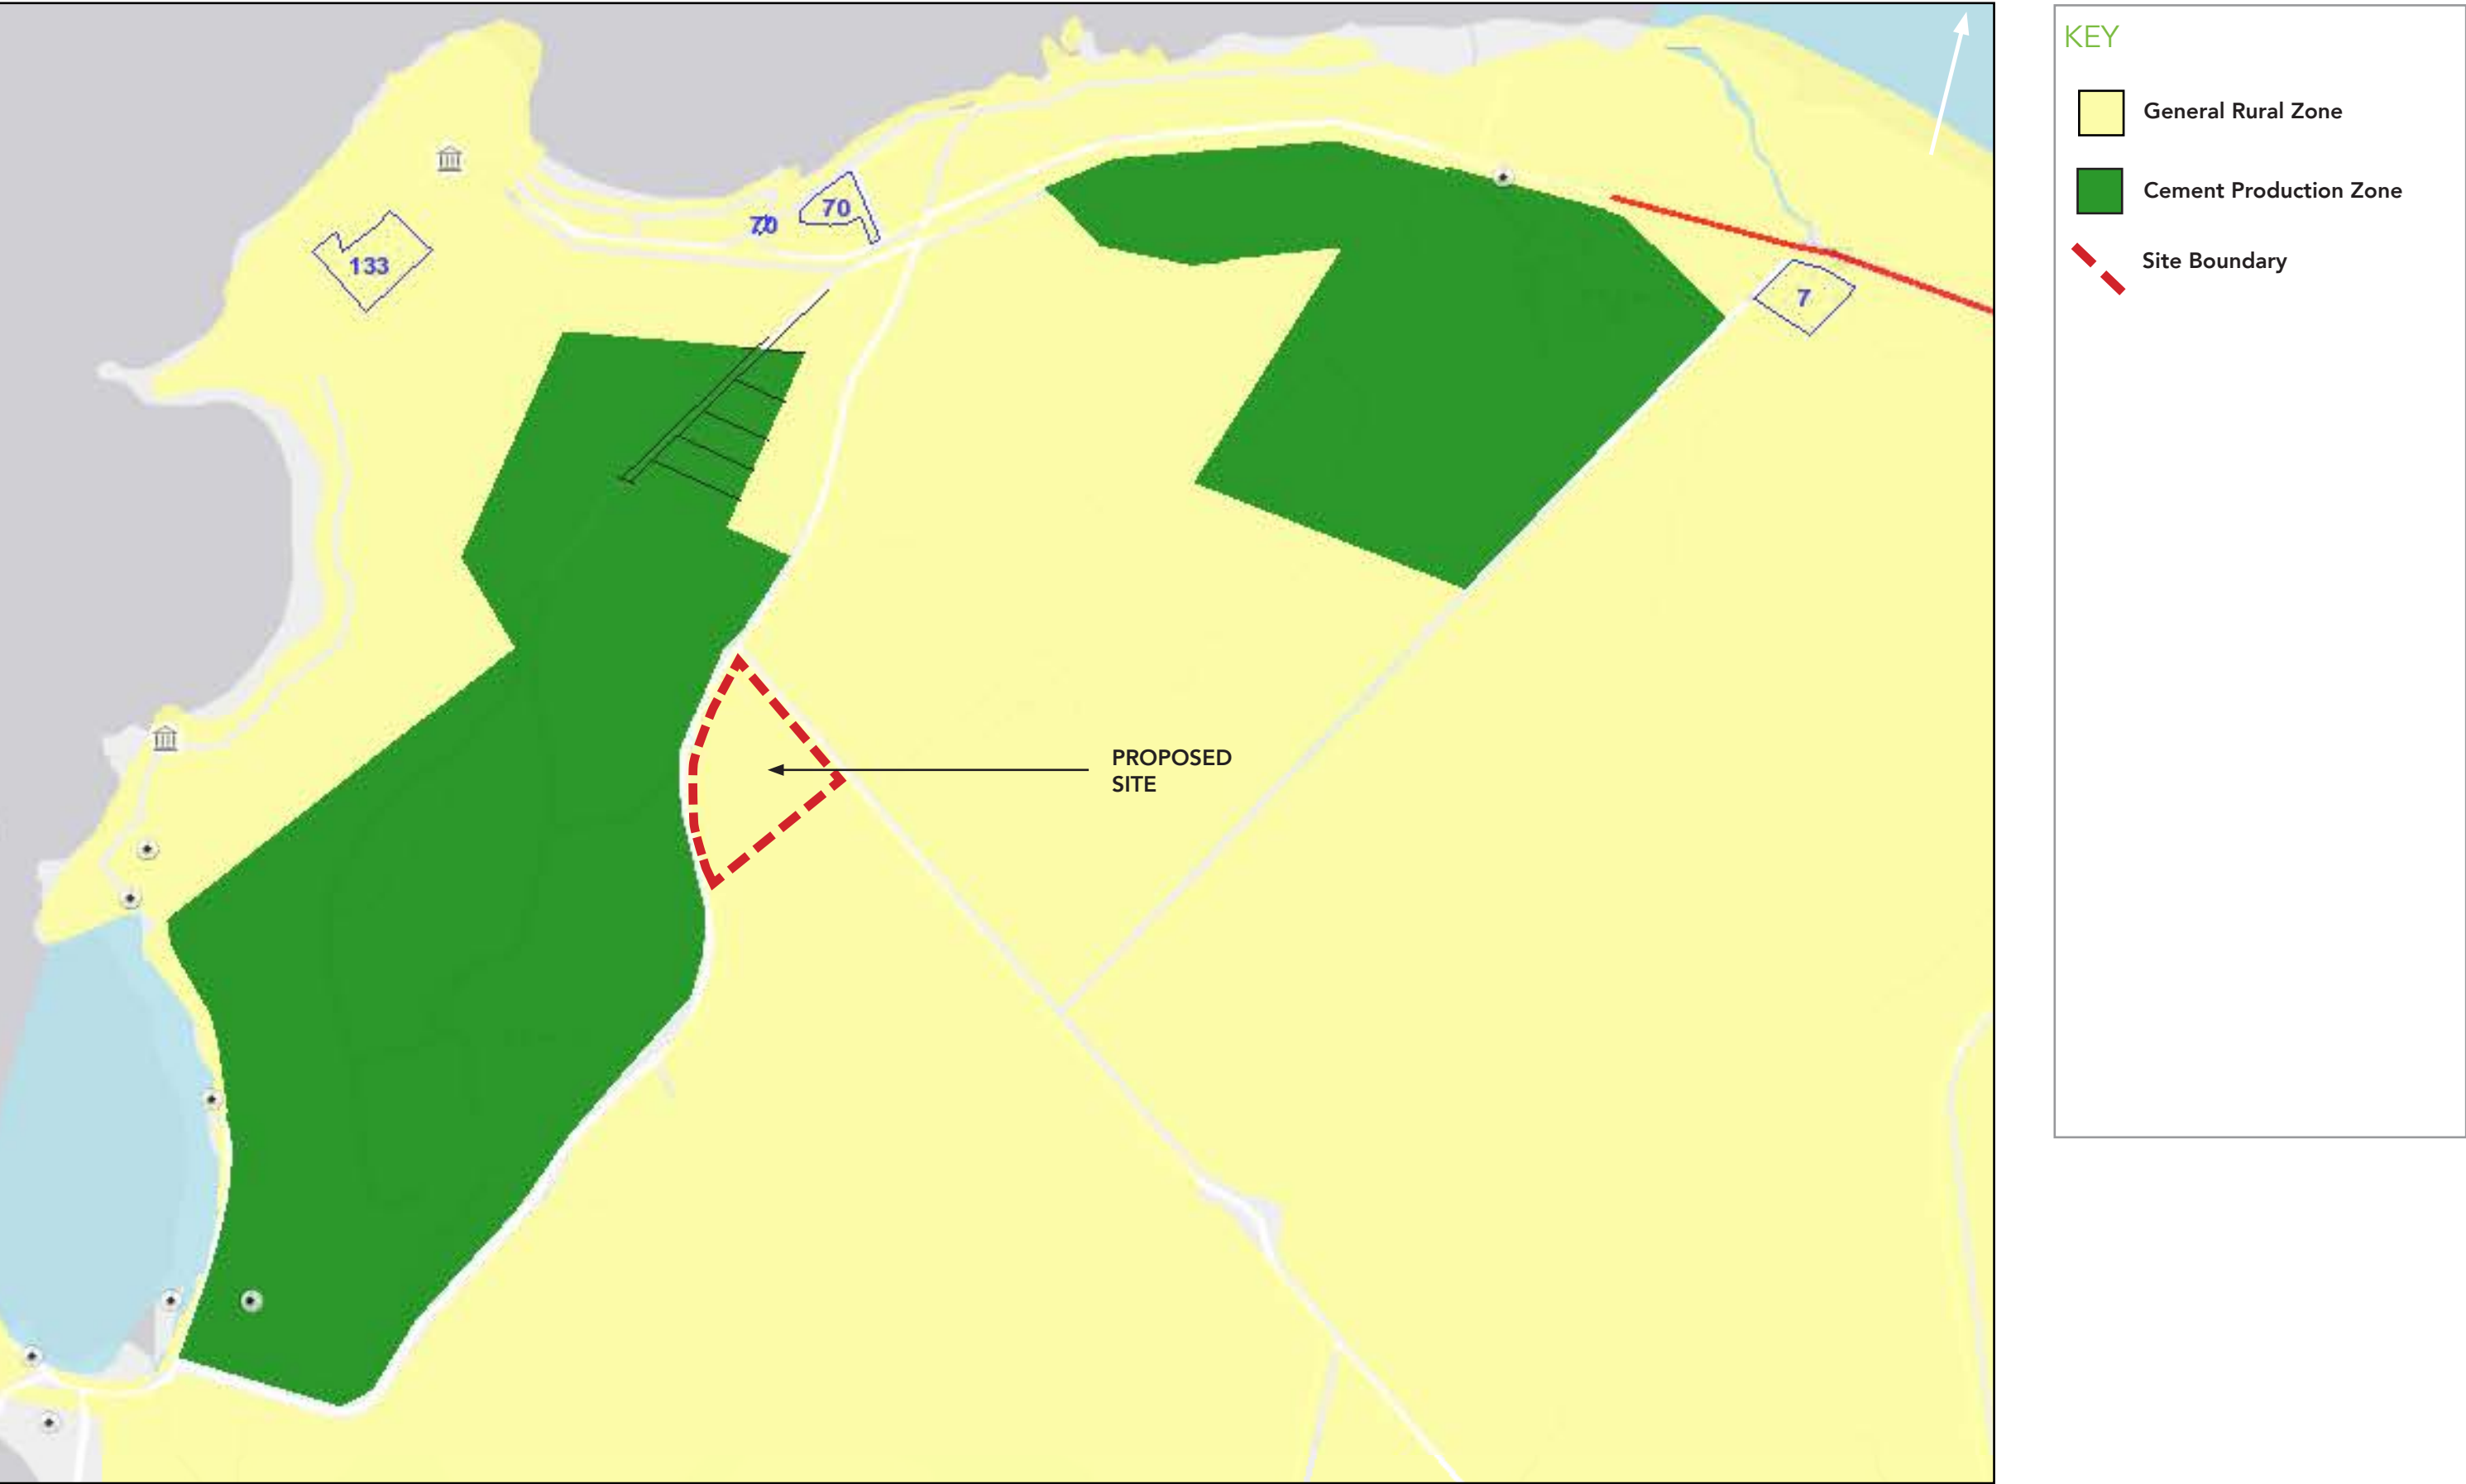 70
70
133
7
PROPOSED
SITE
KEY
General Rural Zone
Cement Production Zone
Site Boundary